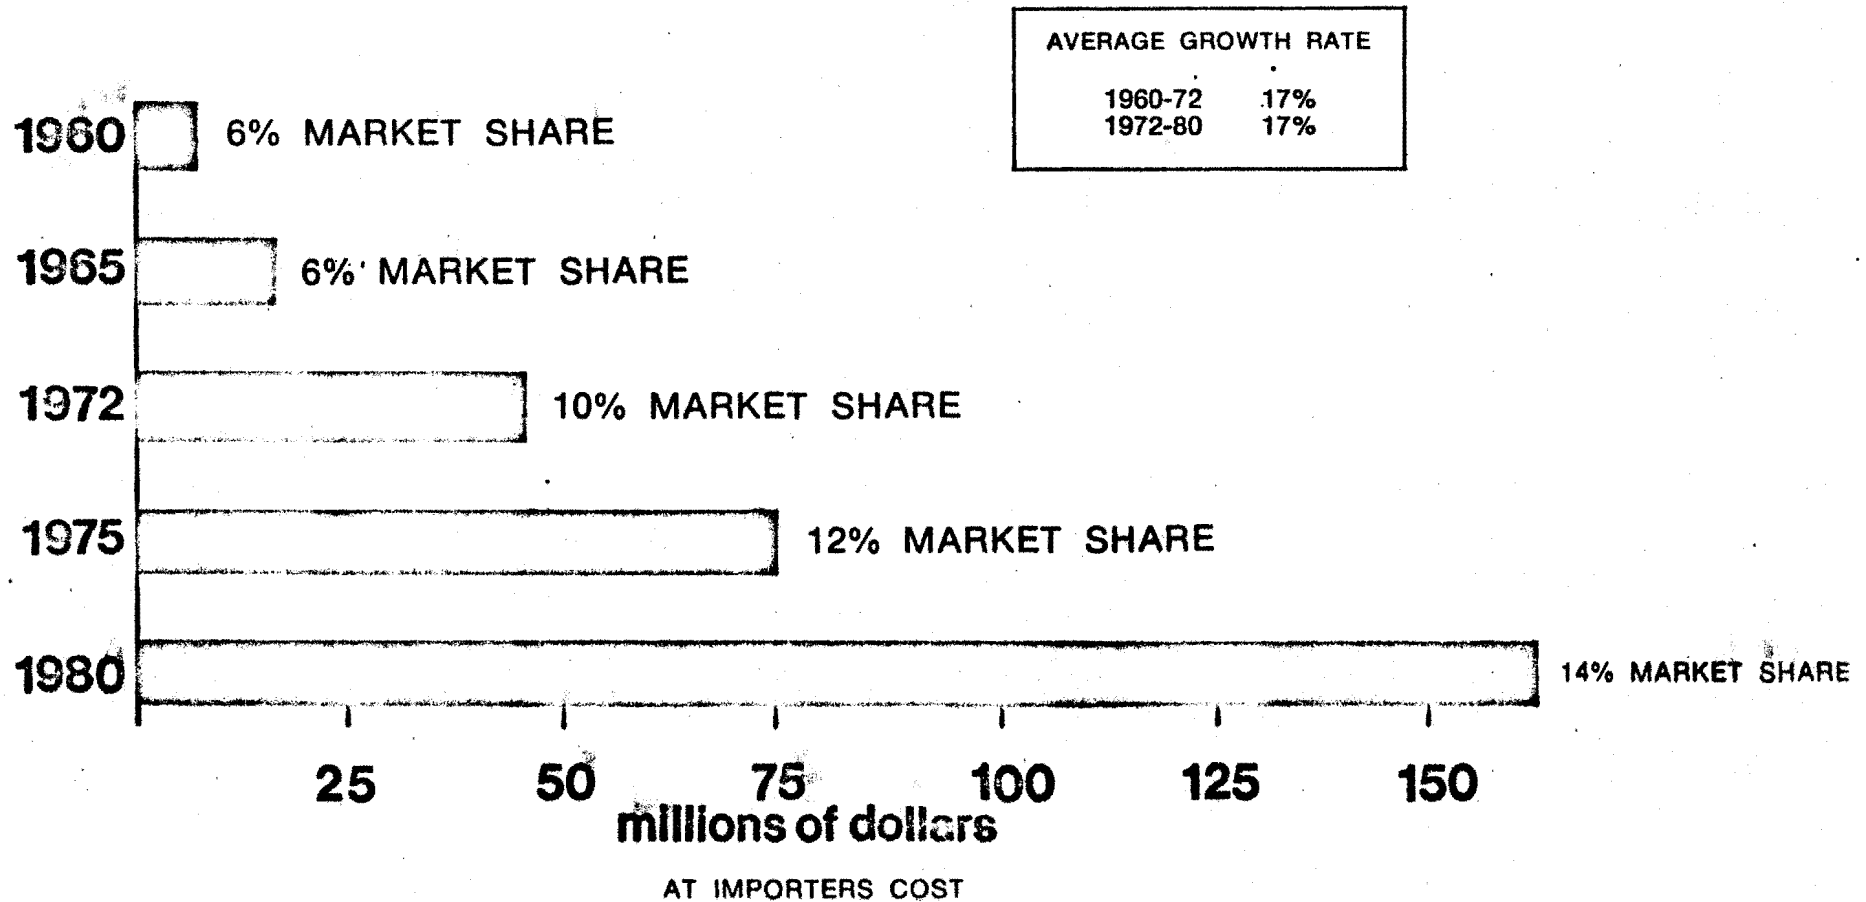 AVERAGE GROWTH RATE
1960-72 17%
1972-80 17%
1960 6% MARKET SHARE
1965 6% MARKET SHARE
1972 10% MARKET SHARE
1975 12% MARKET SHARE
1980 14% MARKET SHARE
25 50 75 100 125 150
millions of dollars
AT IMPORTERS COST